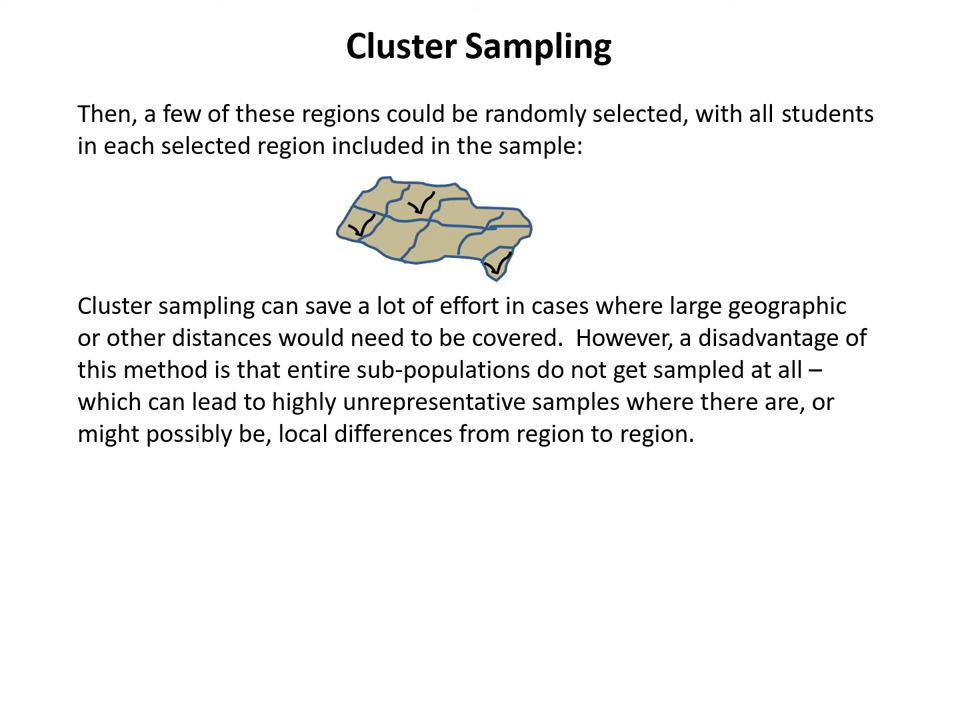 Cluster Sampling
Then, a few of these regions could be randomly selected, with all students
in each selected region included in the sample:
Cluster sampling can save a lot of effort in cases where large geographic
or other distances would need to be covered.  However, a disadvantage of
this method is that entire sub-populations do not get sampled at all –
which can lead to highly unrepresentative samples where there are, or
might possibly be, local differences from region to region.